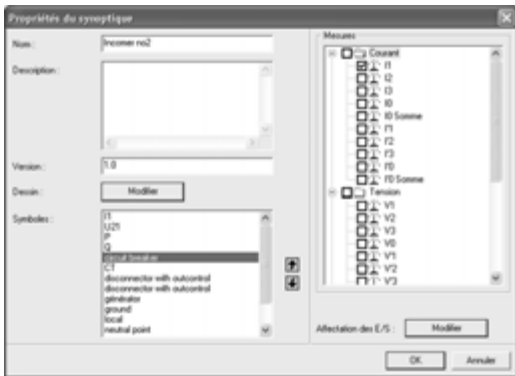 Propriétés du synoptique
Nom :
Incomer no2
Description :
Version :
1.0
Dessin :
Modifier
Symboles :
I1
U21
P
Q
circuit breaker
CT
disconnector with outcontrol
disconnector with outcontrol
générator
ground
local
neutral point
Mesures
Courant
I1
I2
I3
I0
I0 Somme
I'1
I'2
I'3
I'0
I'0 Somme
Tension
V1
V2
V3
V0
V'1
V'2
V'3
Affectation des E/S :
Modifier
OK
Annuler